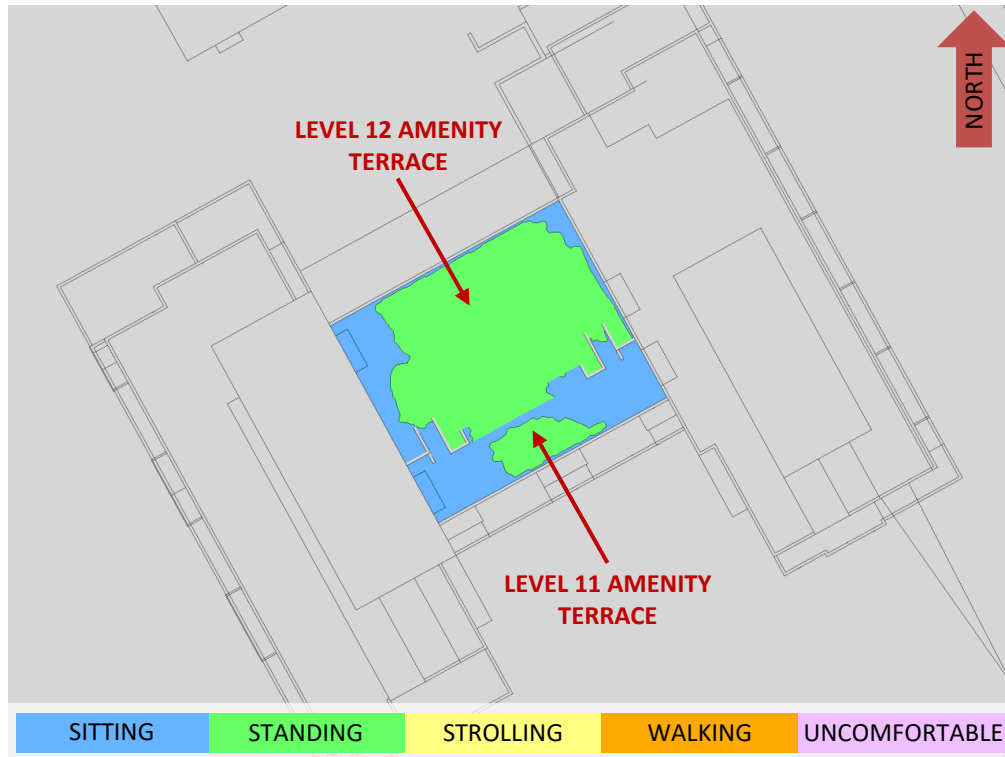 NORTH
LEVEL 12 AMENITY
TERRACE
LEVEL 11 AMENITY
TERRACE
SITTING
STANDING
STROLLING
WALKING
UNCOMFORTABLE